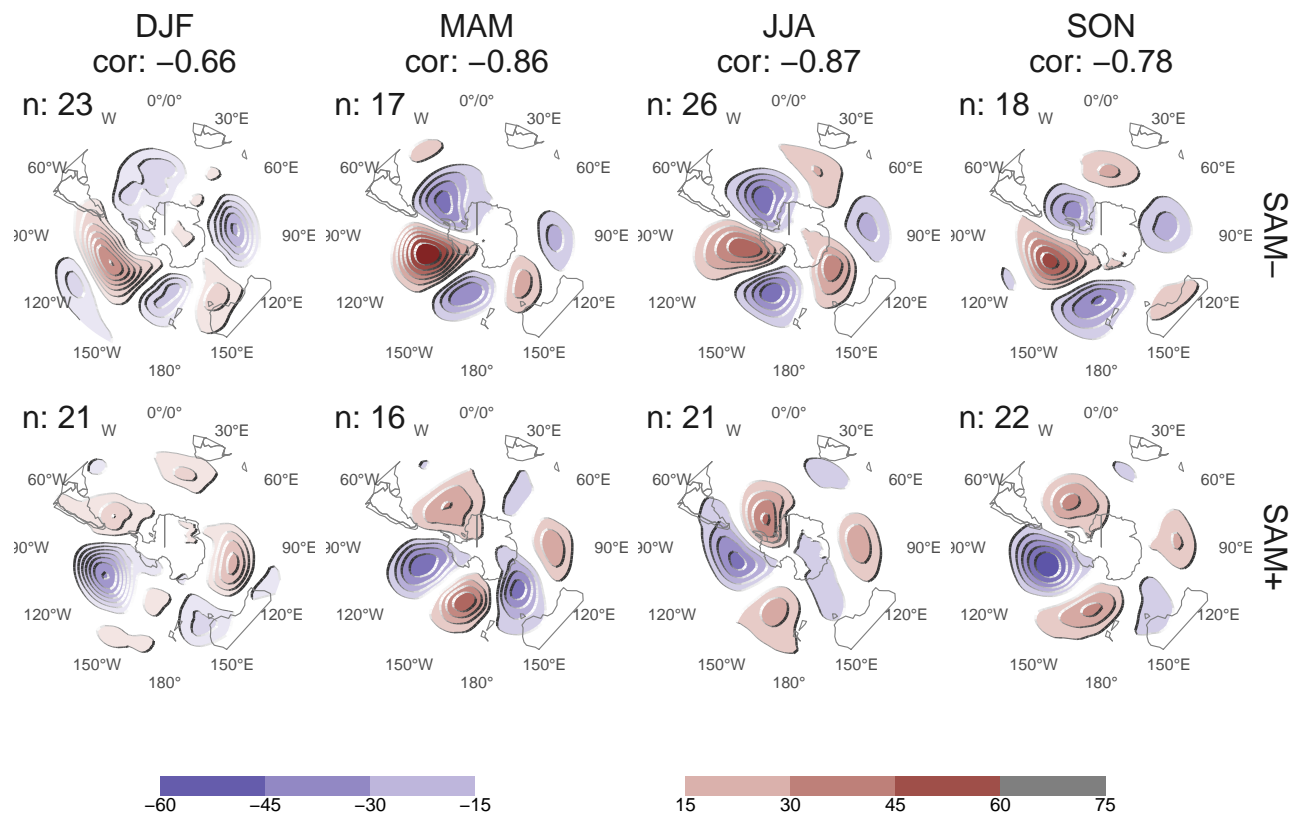 DJF MAM JJA SON
cor: −0.66 cor: −0.86 cor: −0.87 cor: −0.78
n: 23 W 0°/0° 30°E n: 17 W 0°/0° 30°E n: 26 W 0°/0° 30°E n: 18 W 0°/0° 30°E
60°W 60°E 60°W 60°E 60°W 60°E 60°W 60°E
SAM−
90°W 90°E 90°W 90°E 90°W 90°E 90°W 90°E
120°W 120°E 120°W 120°E 120°W 120°E 120°W 120°E
150°W 150°E 150°W 150°E 150°W 150°E 150°W 150°E
180° 180° 180° 180°
n: 21 W 0°/0° 30°E n: 16 W 0°/0° 30°E n: 21 W 0°/0° 30°E n: 22 W 0°/0° 30°E
60°W 60°E 60°W 60°E 60°W 60°E 60°W 60°E
SAM+
90°W 90°E 90°W 90°E 90°W 90°E 90°W 90°E
120°W 120°E 120°W 120°E 120°W 120°E 120°W 120°E
150°W 150°E 150°W 150°E 150°W 150°E 150°W 150°E
180° 180° 180° 180°
−60 −45 −30 −15 15 30 45 60 75